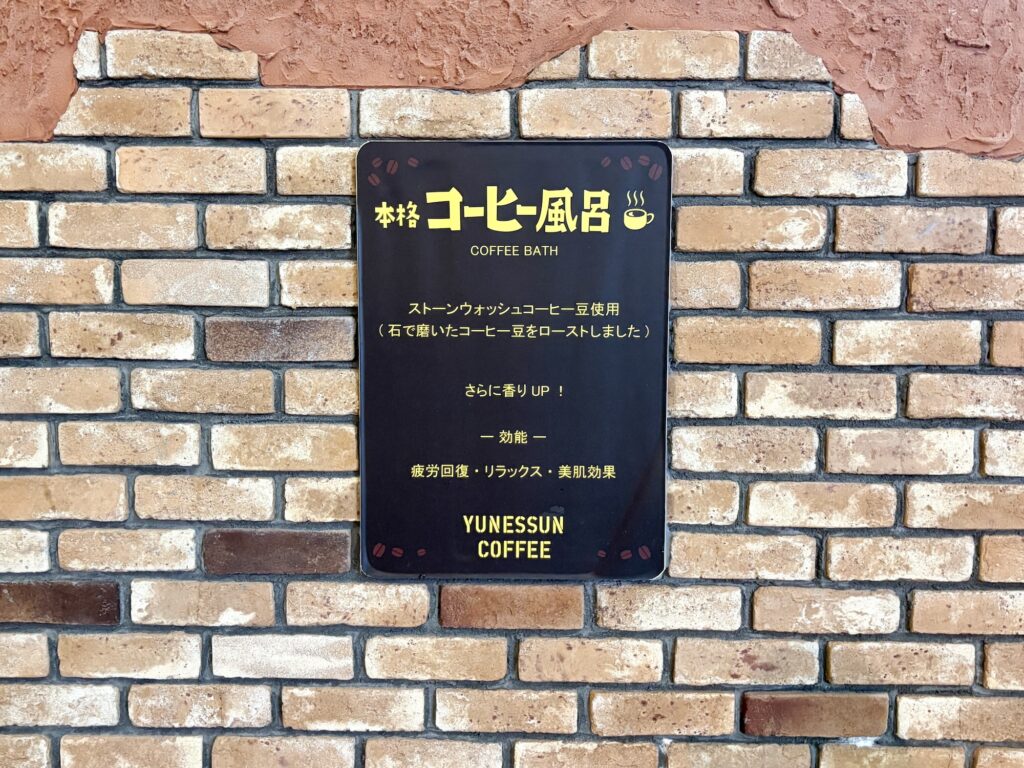 本格 コーヒー風呂
COFFEE BATH
ストーンウォッシュコーヒー豆使用
( 石で磨いたコーヒー豆をローストしました )
さらに香り UP ！
― 効能 ―
疲労回復・リラックス・美肌効果
YUNESSUN
COFFEE